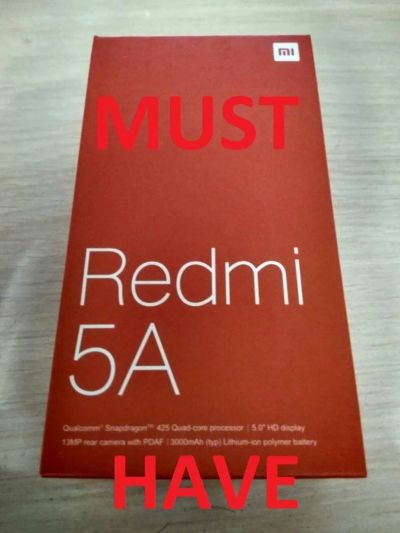 mi
MUST
Redmi
5A
Qualcomm® Snapdragon™ 425 Quad-core processor | 5.0" HD display
13MP rear camera with PDAF | 3000mAh (typ) Lithium-ion polymer battery
HAVE